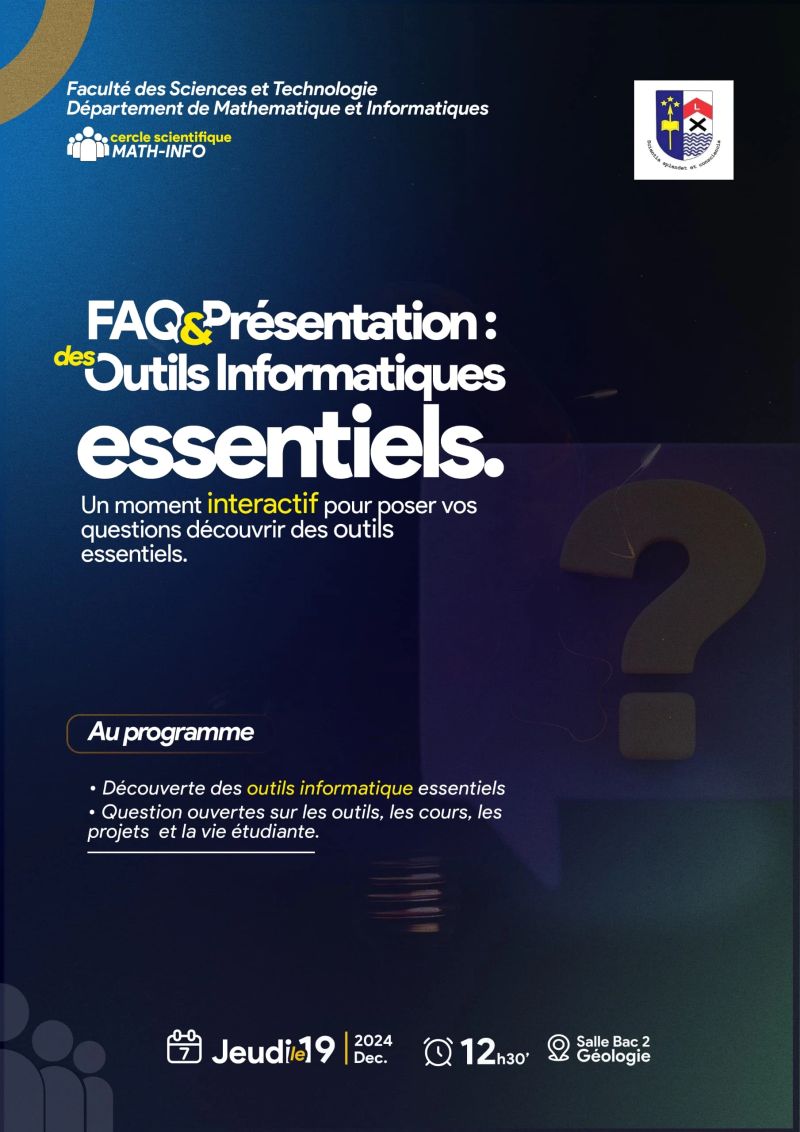 Faculté des Sciences et Technologie
Département de Mathematique et Informatiques
cercle scientifique
MATH-INFO
L
Scientia splendet et conscientia
FAQ&Présentation :
des Outils Informatiques
essentiels.
Un moment interactif pour poser vos
questions découvrir des outils
essentiels.
Au programme
• Découverte des outils informatique essentiels
• Question ouvertes sur les outils, les cours, les
projets et la vie étudiante.
7
Jeudi le 19
2024
Dec.
12h30’
Salle Bac 2
Géologie